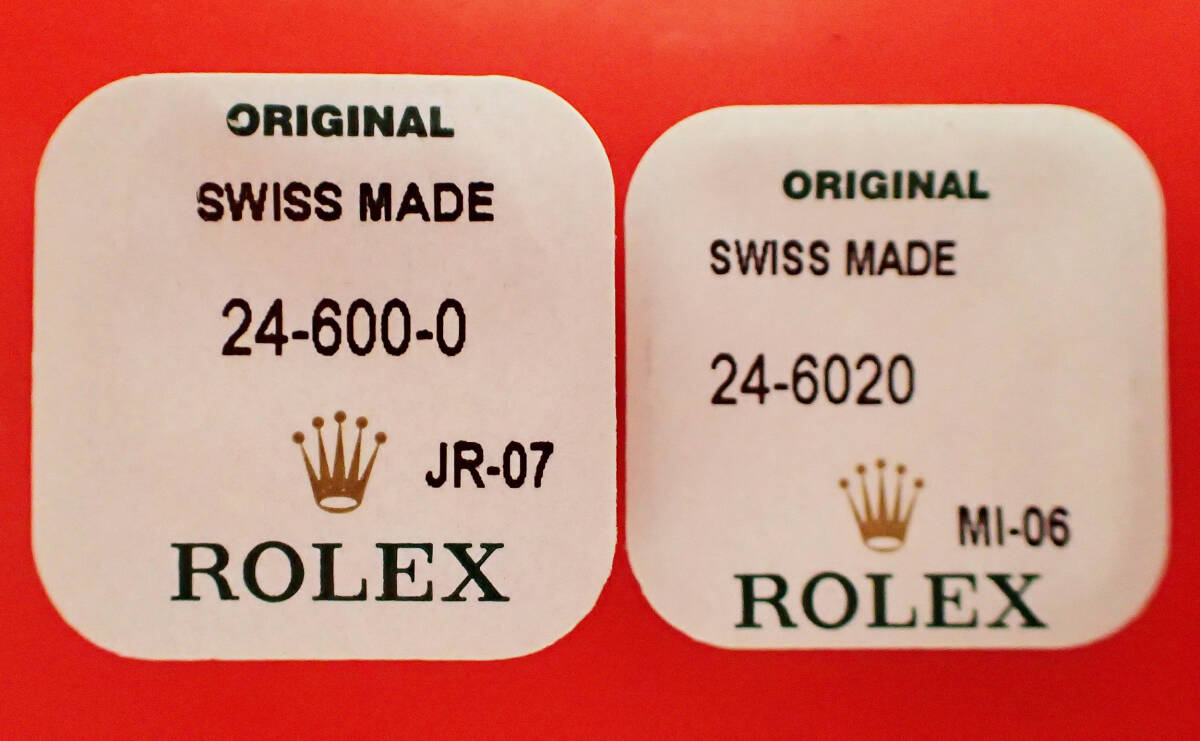 ORIGINAL
SWISS MADE
24-600-0
JR-07
ROLEX
ORIGINAL
SWISS MADE
24-6020
MI-06
ROLEX